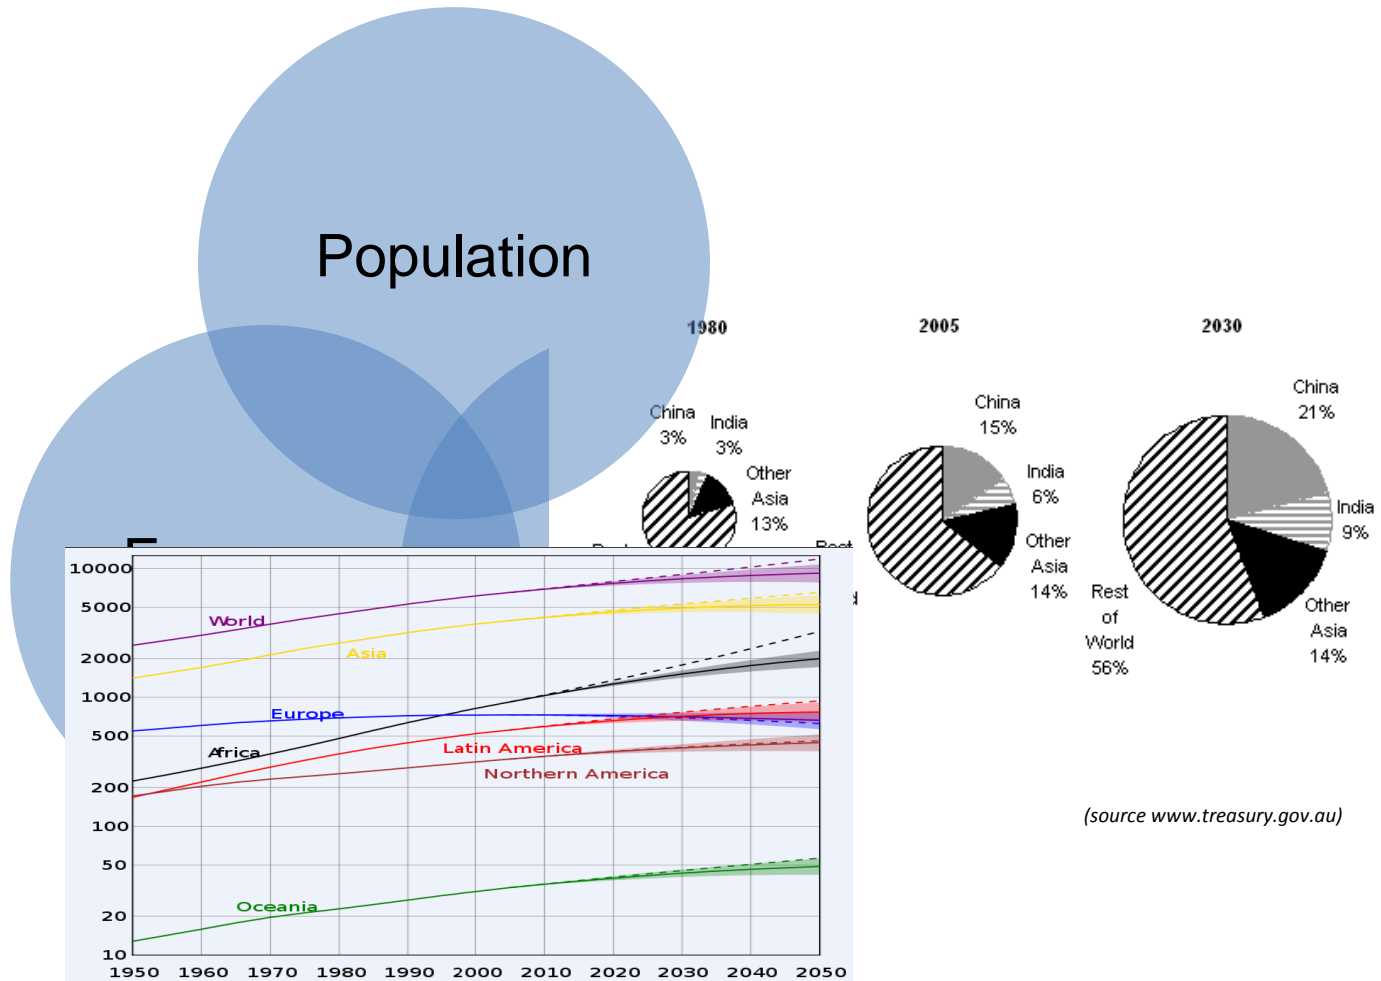 Population
1980
2005
2030
China
3%
India
3%
Other
Asia
13%
China
15%
India
6%
Other
Asia
14%
China
21%
India
9%
Other
Asia
14%
Rest
of
World
56%
10000
5000
2000
1000
500
200
100
50
20
10
World
Asia
Europe
Africa
Latin America
Northern America
Oceania
1950 1960 1970 1980 1990 2000 2010 2020 2030 2040 2050
(source www.treasury.gov.au)